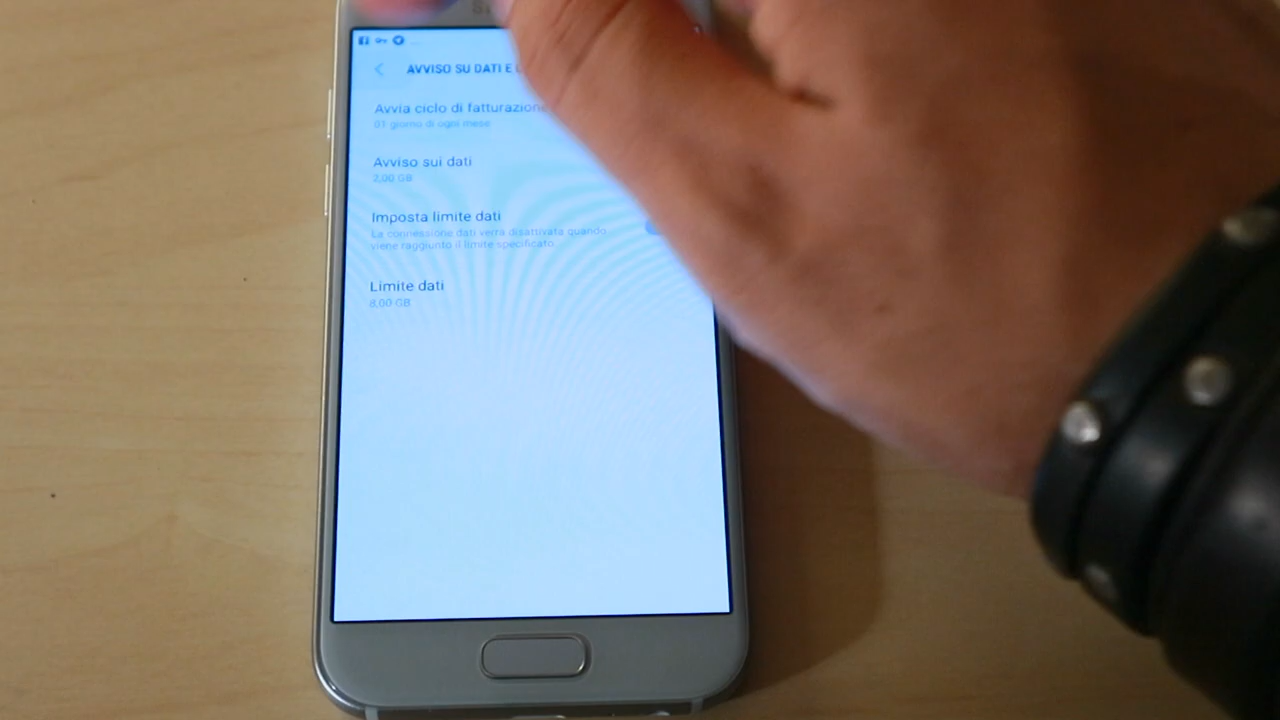 AVVISO SU DATI E
Avvia ciclo di fatturazione
01 giorno di ogni mese
Avviso sui dati
2,00 GB
Imposta limite dati
La connessione dati verrà disattivata quando
viene raggiunto il limite specificato.
Limite dati
8,00 GB